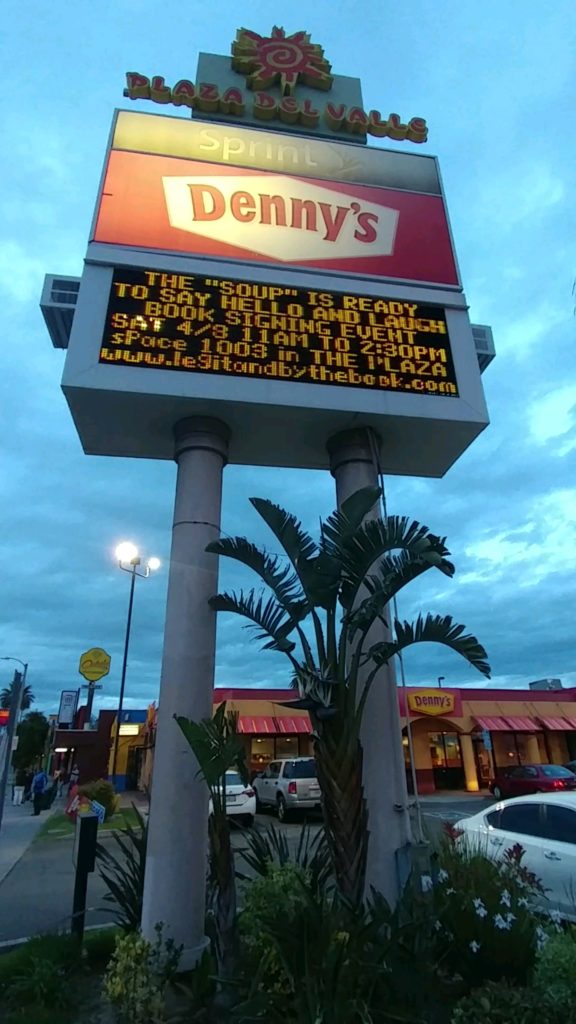 PLAZA DEL VALLE
Sprint
Denny's
THE "SOUP" IS READY
TO SAY HELLO AND LAUGH
BOOK SIGNING EVENT
SAT 4/8 11AM TO 2:30PM
sPace 1003 in THE PLAZA
www.legitandbythebook.com
Denny's